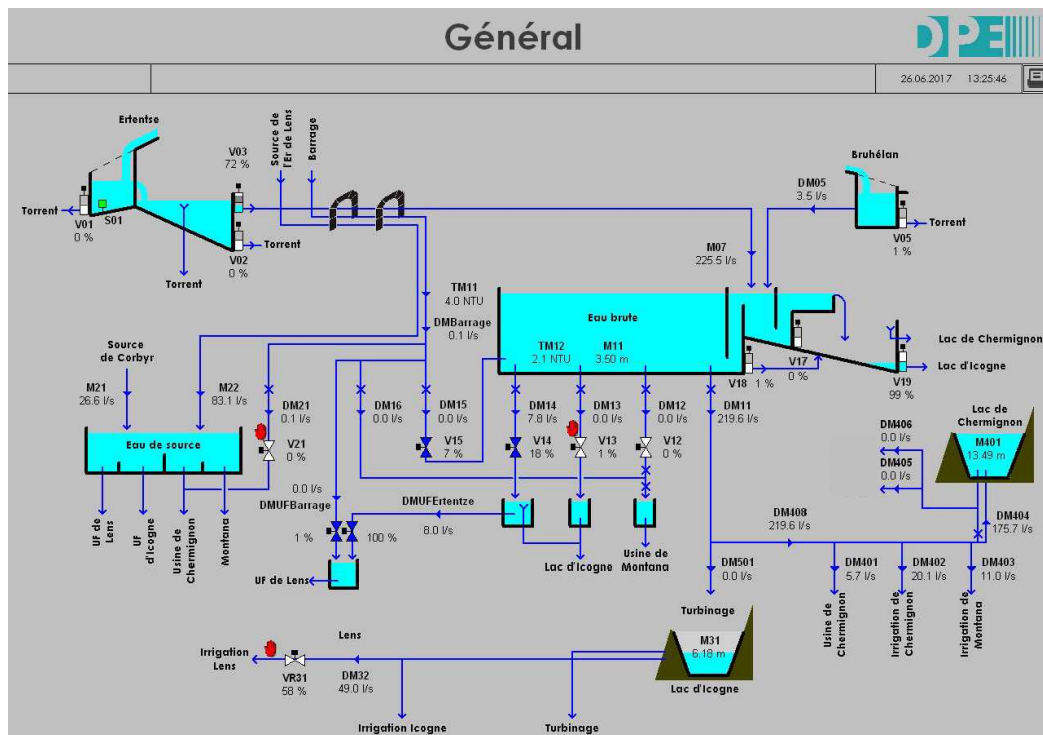 Général
DPE
26.06.2017 13:25:46
Ertentse
V03
72 %
Source de
l'Er de Lens
Barrage
Bruhélan
DM05
3.5 l/s
Torrent
V01
0 %
S01
V02
0 %
Torrent
Torrent
V05
1 %
Torrent
M07
225.5 l/s
TM11
4.0 NTU
DMBarrage
0.1 l/s
Eau brute
TM12
2.1 NTU
M11
3.50 m
V17
0 %
V18
1 %
Lac de Chermignon
Lac d'Icogne
V19
99 %
Source
de Corbyr
M21
26.6 l/s
M22
83.1 l/s
DM21
0.1 l/s
DM16
0.0 l/s
DM15
0.0 l/s
DM14
7.8 l/s
DM13
0.0 l/s
DM12
0.0 l/s
DM11
219.6 l/s
Eau de source
V21
0 %
V15
7 %
V14
18 %
V13
1 %
V12
0 %
DM406
0.0 l/s
DM405
0.0 l/s
Lac de
Chermignon
M401
13.49 m
0.0 l/s
DMUFBarrage
DMUFErtentze
8.0 l/s
1 %
100 %
DM408
219.6 l/s
DM404
175.7 l/s
UF de
Lens
UF
d'Icogne
Usine de
Chermignon
Montana
UF de Lens
Lac d'Icogne
Usine de
Montana
DM501
0.0 l/s
DM401
5.7 l/s
DM402
20.1 l/s
DM403
11.0 l/s
Turbinage
Usine de
Chermignon
Irrigation de
Chermignon
Irrigation de
Montana
Lens
Irrigation
Lens
VR31
58 %
DM32
49.0 l/s
M31
6.18 m
Lac d'Icogne
Irrigation Icogne
Turbinage